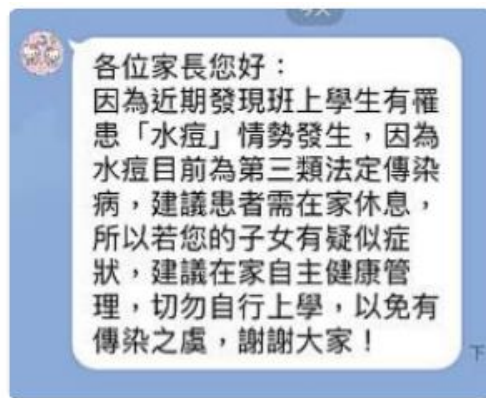 各位家長您好：
因為近期發現班上學生有罹
患「水痘」情勢發生，因為
水痘目前為第三類法定傳染
病，建議患者需在家休息，
所以若您的子女有疑似症
狀，建議在家自主健康管
理，切勿自行上學，以免有
傳染之虞，謝謝大家！
下